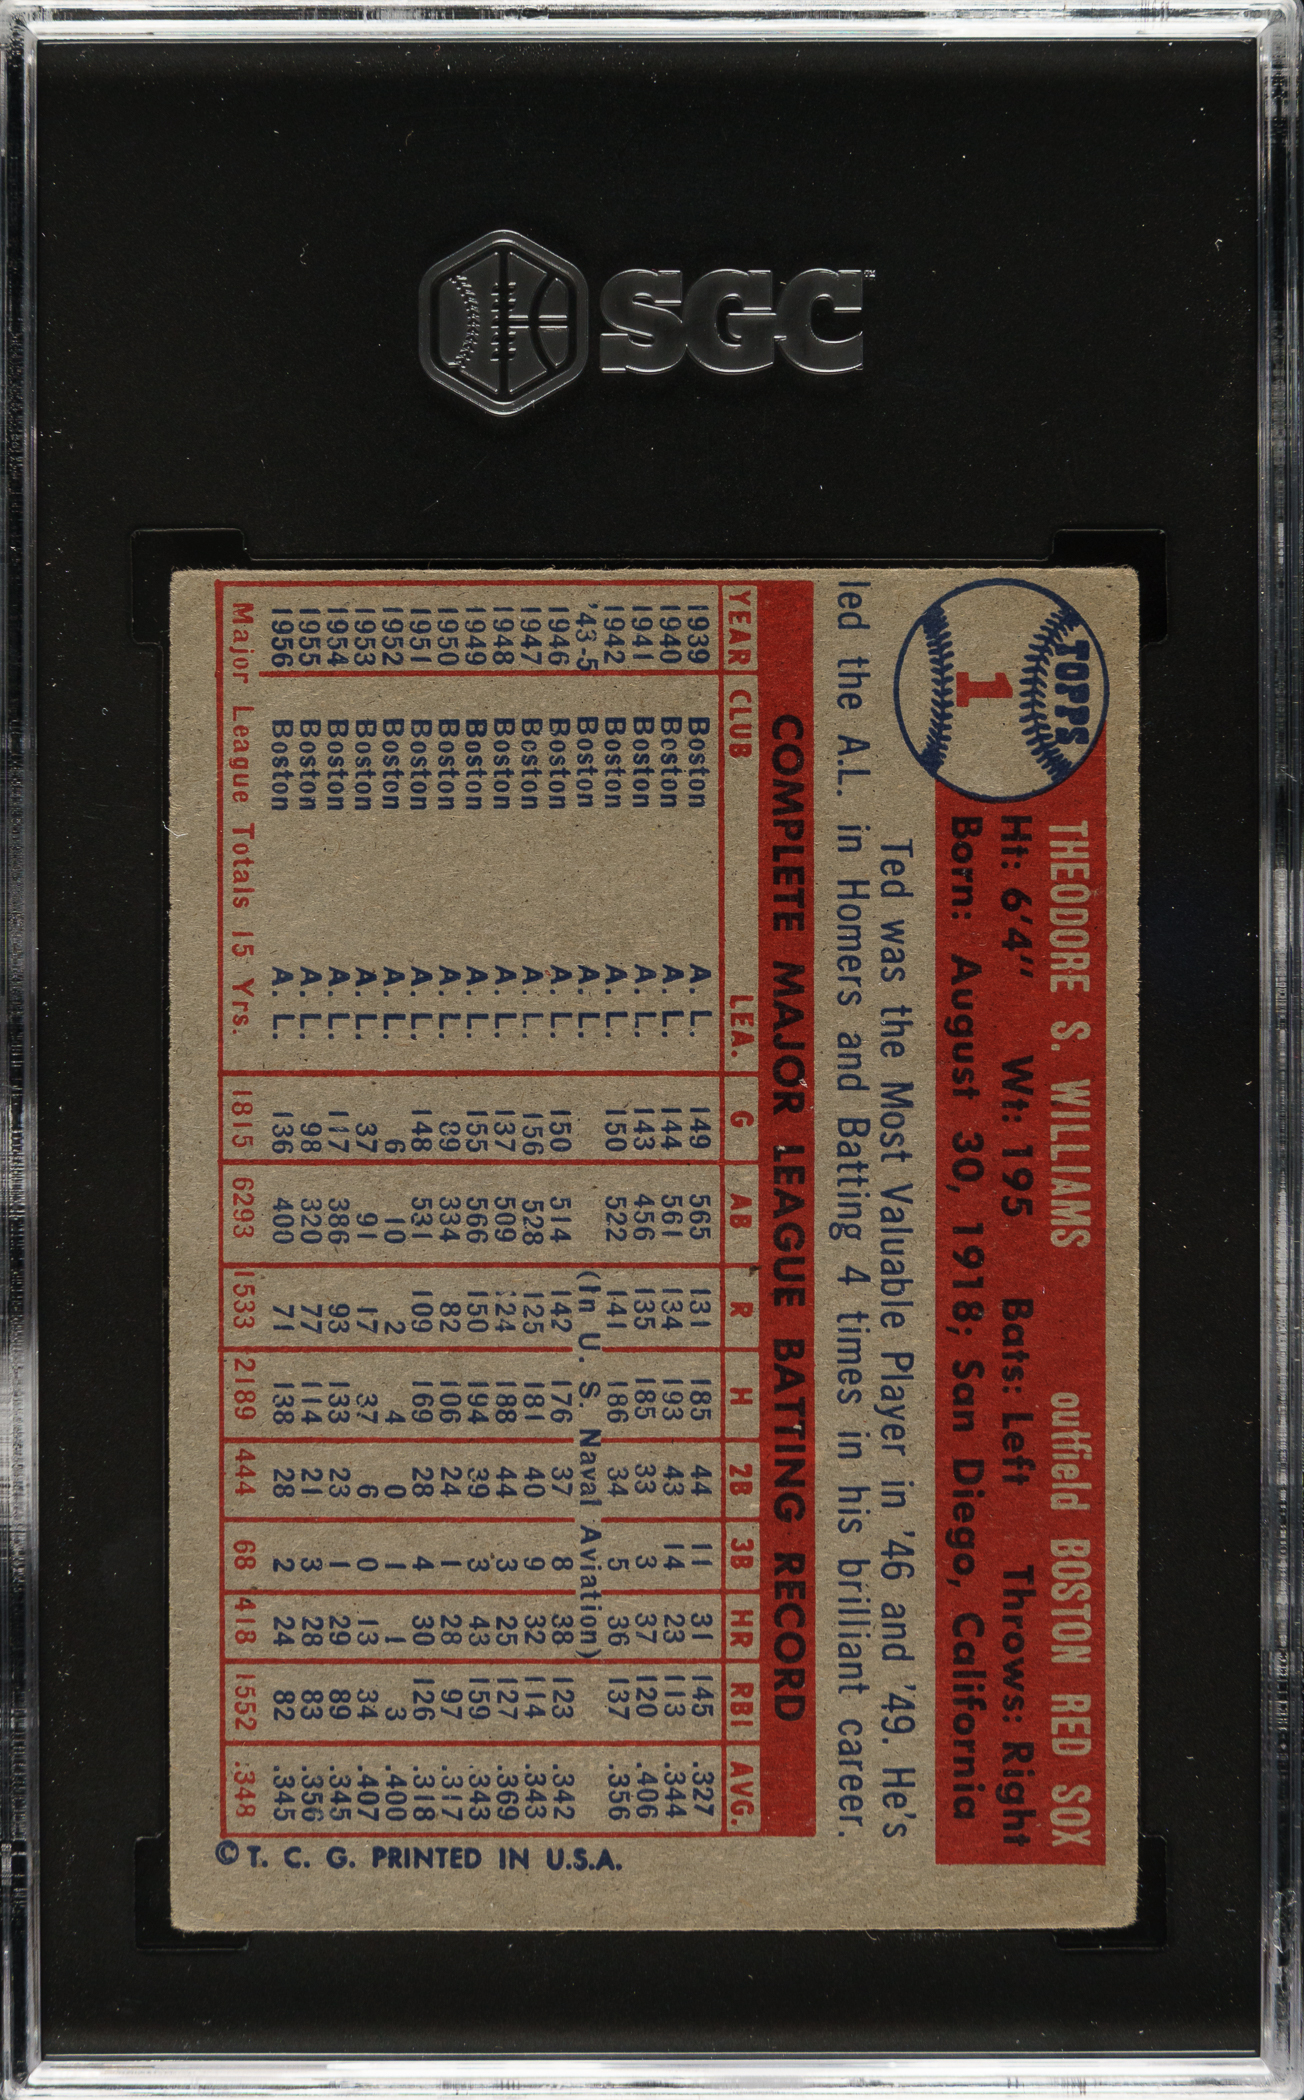 SGC
TOPPS
1
THEODORE S. WILLIAMS outfield BOSTON RED SOX
Ht: 6'4" Wt: 195 Bats: Left Throws: Right
Born: August 30, 1918; San Diego, California
Ted was the Most Valuable Player in '46 and '49. He's
led the A.L. in Homers and Batting 4 times in his brilliant career.
COMPLETE MAJOR LEAGUE BATTING RECORD
YEAR CLUB LEA. G AB R H 2B 3B HR RBI AVG.
1939 Boston A. L. 149 565 131 185 44 11 31 145 .327
1940 Boston A. L. 144 561 134 193 43 14 23 113 .344
1941 Boston A. L. 143 456 135 185 33 3 37 120 .406
1942 Boston A. L. 150 522 141 186 34 5 36 137 .356
'43-5 Boston A. L. (In U. S. Naval Aviation)
1946 Boston A. L. 150 514 142 176 37 8 38 123 .342
1947 Boston A. L. 156 528 125 181 40 9 32 114 .343
1948 Boston A. L. 137 509 124 188 44 3 25 127 .369
1949 Boston A. L. 155 566 150 194 39 3 43 159 .343
1950 Boston A. L. 89 334 82 106 24 1 28 97 .317
1951 Boston A. L. 148 531 109 169 28 4 30 126 .318
1952 Boston A. L. 6 10 2 4 0 1 1 3 .400
1953 Boston A. L. 37 91 17 37 6 0 13 34 .407
1954 Boston A. L. 117 386 93 133 23 1 29 89 .345
1955 Boston A. L. 98 320 77 114 21 3 28 83 .356
1956 Boston A. L. 136 400 71 138 28 2 24 82 .345
Major League Totals 15 Yrs. 1815 6293 1533 2189 444 68 418 1552 .348
© T. C. G. PRINTED IN U.S.A.